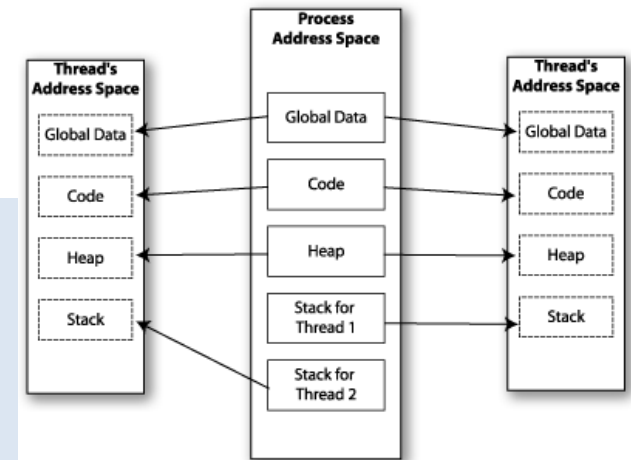 Process
Address Space
Thread's
Address Space
Thread's
Address Space
Global Data
Global Data
Global Data
Code
Code
Code
Heap
Heap
Heap
Stack
Stack for
Thread 1
Stack
Stack for
Thread 2